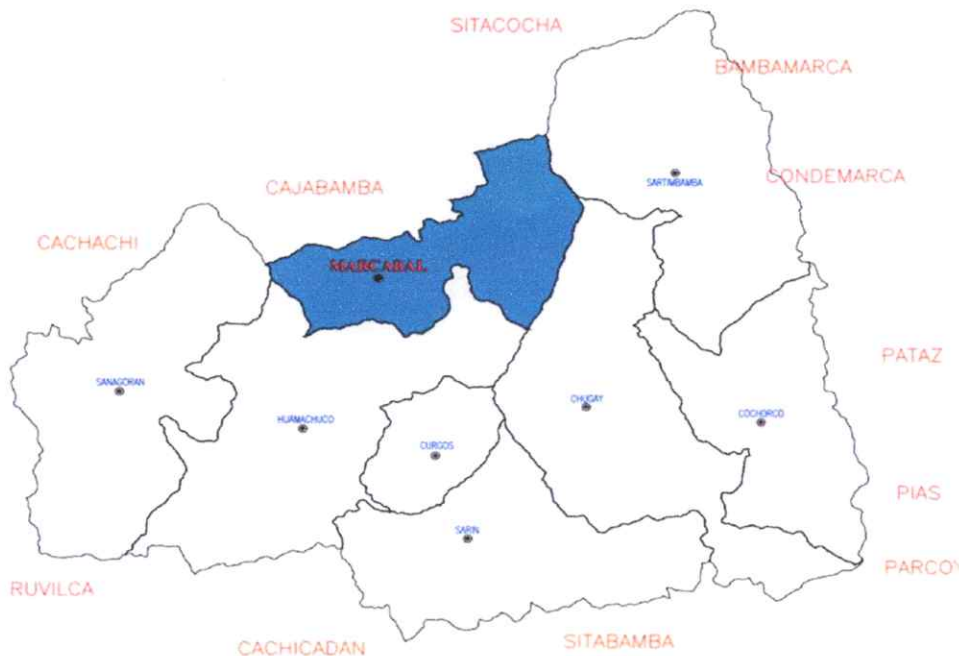 SITACOCHA
BAMBAMARCA
SARTIMBAMBA
CONDEMARCA
CAJABAMBA
CACHACHI
MARCABAL
PATAZ
SANAGORAN
CHUGAY
COCHORCO
HUAMACHUCO
CURGOS
PIAS
SARIN
PARCOY
RUVILCA
CACHICADAN
SITABAMBA